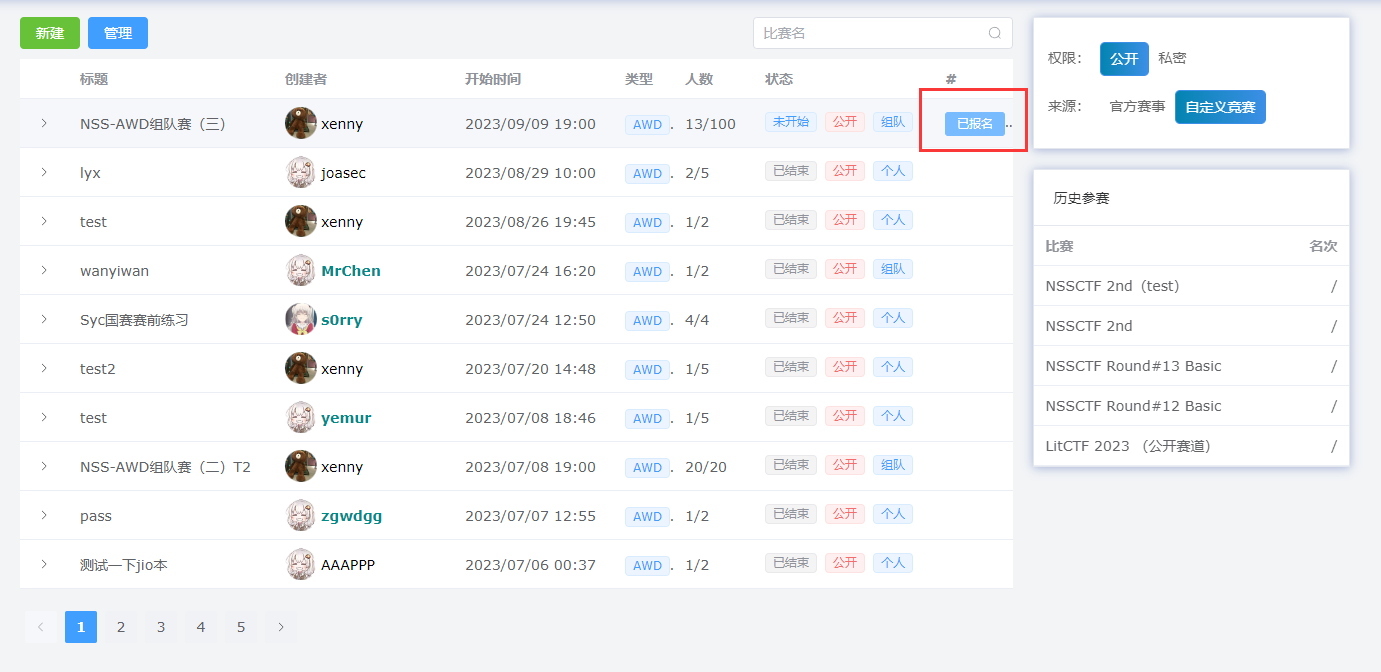 新建 管理 比赛名
标题 创建者 开始时间 类型 人数 状态 #
NSS-AWD组队赛（三） xenny 2023/09/09 19:00 AWD . 13/100 未开始 公开 组队 已报名 ..
lyx joasec 2023/08/29 10:00 AWD . 2/5 已结束 公开 个人
test xenny 2023/08/26 19:45 AWD . 1/2 已结束 公开 个人
wanyiwan MrChen 2023/07/24 16:20 AWD . 1/2 已结束 公开 组队
Syc国赛赛前练习 s0rry 2023/07/24 12:50 AWD . 4/4 已结束 公开 个人
test2 xenny 2023/07/20 14:48 AWD . 1/5 已结束 公开 个人
test yemur 2023/07/08 18:46 AWD . 1/5 已结束 公开 个人
NSS-AWD组队赛（二）T2 xenny 2023/07/08 19:00 AWD . 20/20 已结束 公开 组队
pass zgwdgg 2023/07/07 12:55 AWD . 1/2 已结束 公开 个人
测试一下jio本 AAAPPP 2023/07/06 00:37 AWD . 1/2 已结束 公开 个人
< 1 2 3 4 5 >
权限： 公开 私密
来源： 官方赛事 自定义竞赛
历史参赛
比赛 名次
NSSCTF 2nd（test） /
NSSCTF 2nd /
NSSCTF Round#13 Basic /
NSSCTF Round#12 Basic /
LitCTF 2023 （公开赛道） /